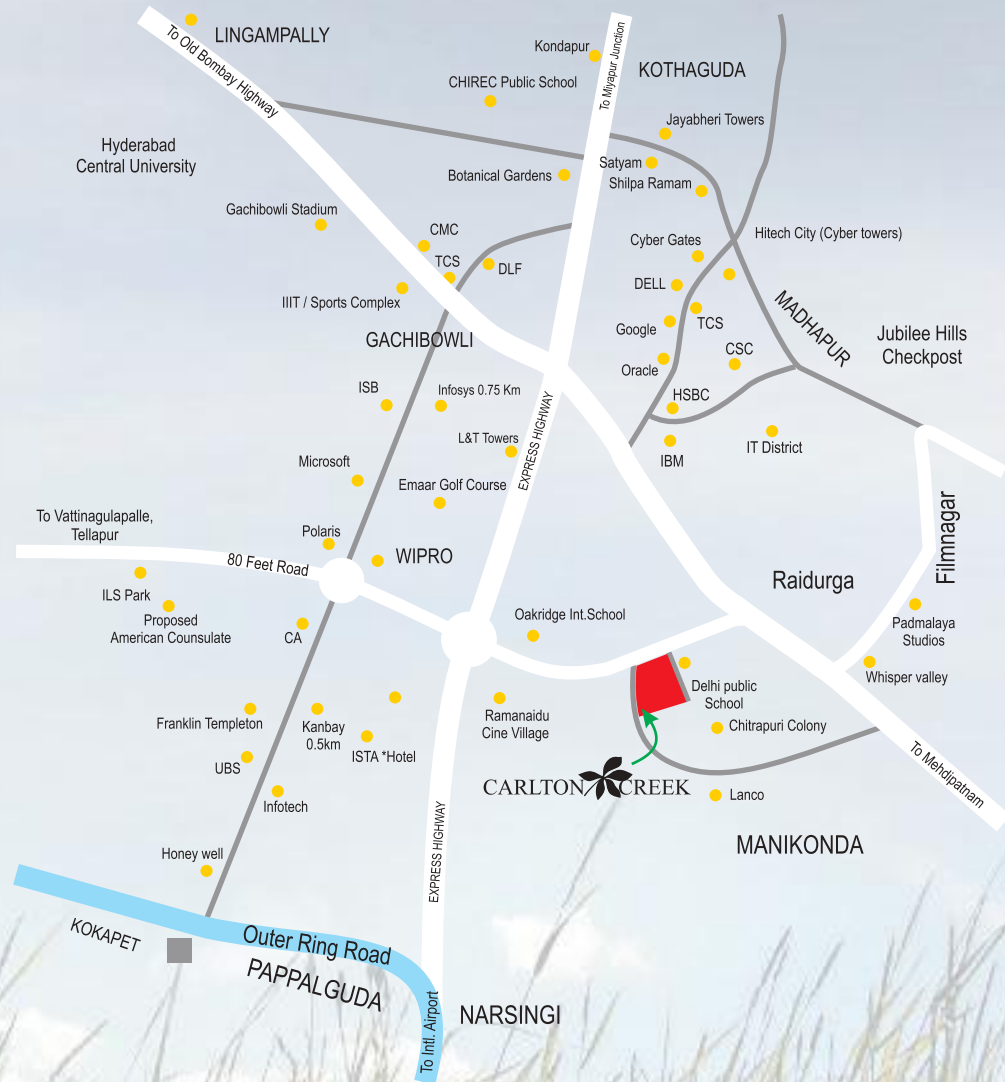 LINGAMPALLY
To Old Bombay Highway
Kondapur
To Miyapur Junction
KOTHAGUDA
CHIREC Public School
Jayabheri Towers
Hyderabad
Central University
Satyam
Botanical Gardens
Shilpa Ramam
Gachibowli Stadium
CMC
Cyber Gates
Hitech City (Cyber towers)
TCS
DLF
DELL
IIIT / Sports Complex
Google
TCS
MADHAPUR
GACHIBOWLI
Jubilee Hills
Checkpost
CSC
Oracle
ISB
Infosys 0.75 Km
HSBC
EXPRESS HIGHWAY
L&T Towers
IT District
IBM
Microsoft
Emaar Golf Course
To Vattinagulapalle,
Tellapur
Filmnagar
Polaris
WIPRO
80 Feet Road
Raidurga
ILS Park
Proposed
American Counsulate
CA
Oakridge Int.School
Padmalaya
Studios
Whisper valley
Delhi public
School
Franklin Templeton
Kanbay
0.5km
Ramanaidu
Cine Village
Chitrapuri Colony
ISTA *Hotel
UBS
To Mehdipatnam
CARLTON CREEK
Infotech
Lanco
EXPRESS HIGHWAY
MANIKONDA
Honey well
KOKAPET
Outer Ring Road
PAPPALGUDA
NARSINGI
To Intl. Airport